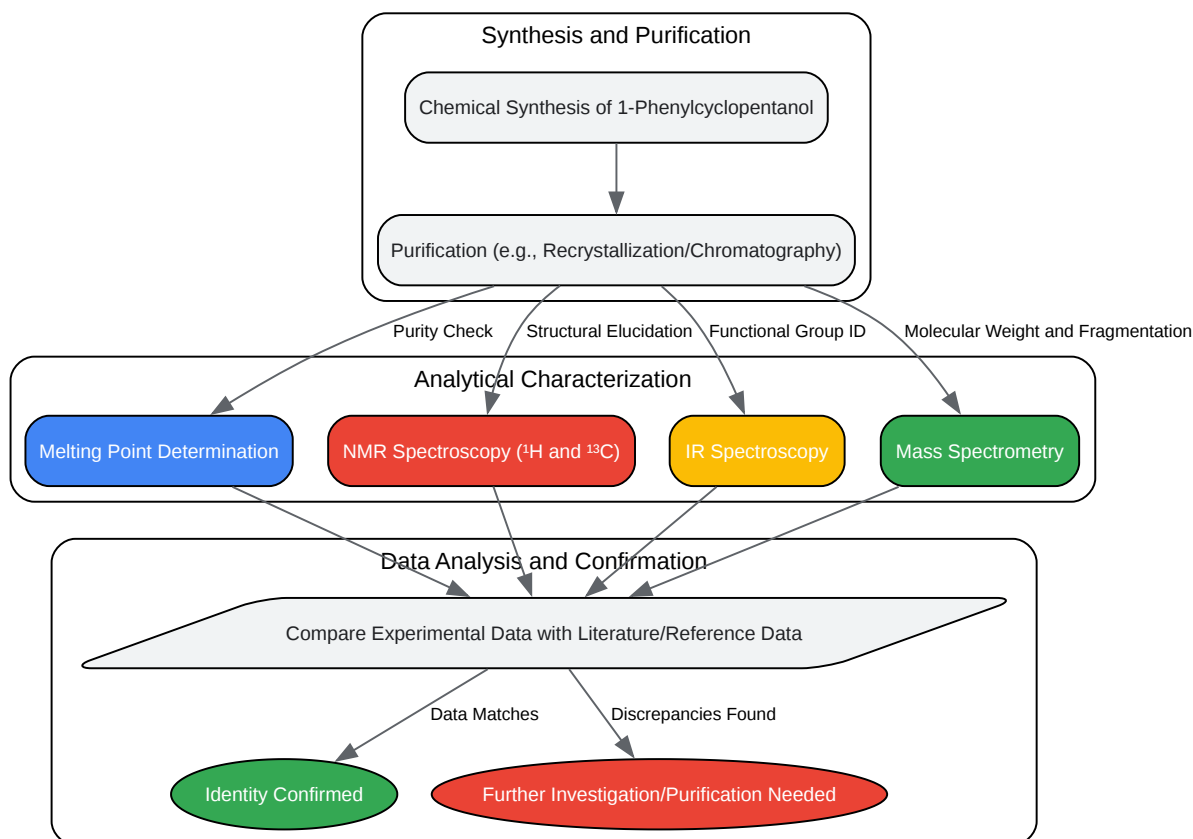 Synthesis and Purification
Chemical Synthesis of 1-Phenylcyclopentanol
Purification (e.g., Recrystallization/Chromatography)
Purity Check
Structural Elucidation
Functional Group ID
Molecular Weight and Fragmentation
Analytical Characterization
Melting Point Determination
NMR Spectroscopy (¹H and ¹³C)
IR Spectroscopy
Mass Spectrometry
Data Analysis and Confirmation
Compare Experimental Data with Literature/Reference Data
Data Matches
Discrepancies Found
Identity Confirmed
Further Investigation/Purification Needed